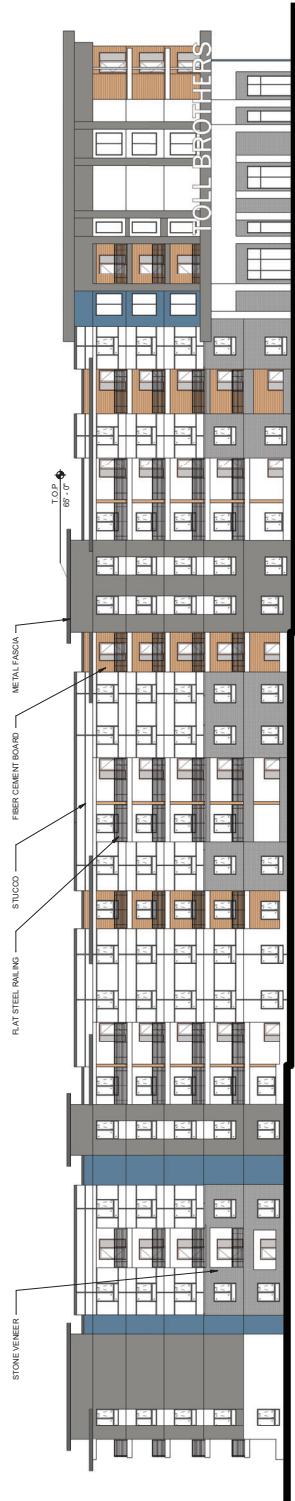 STONE VENEER
FLAT STEEL RAILING
STUCCO
FIBER CEMENT BOARD
METAL FASCIA
T.O.P
65' - 0"
TOLL BROTHERS